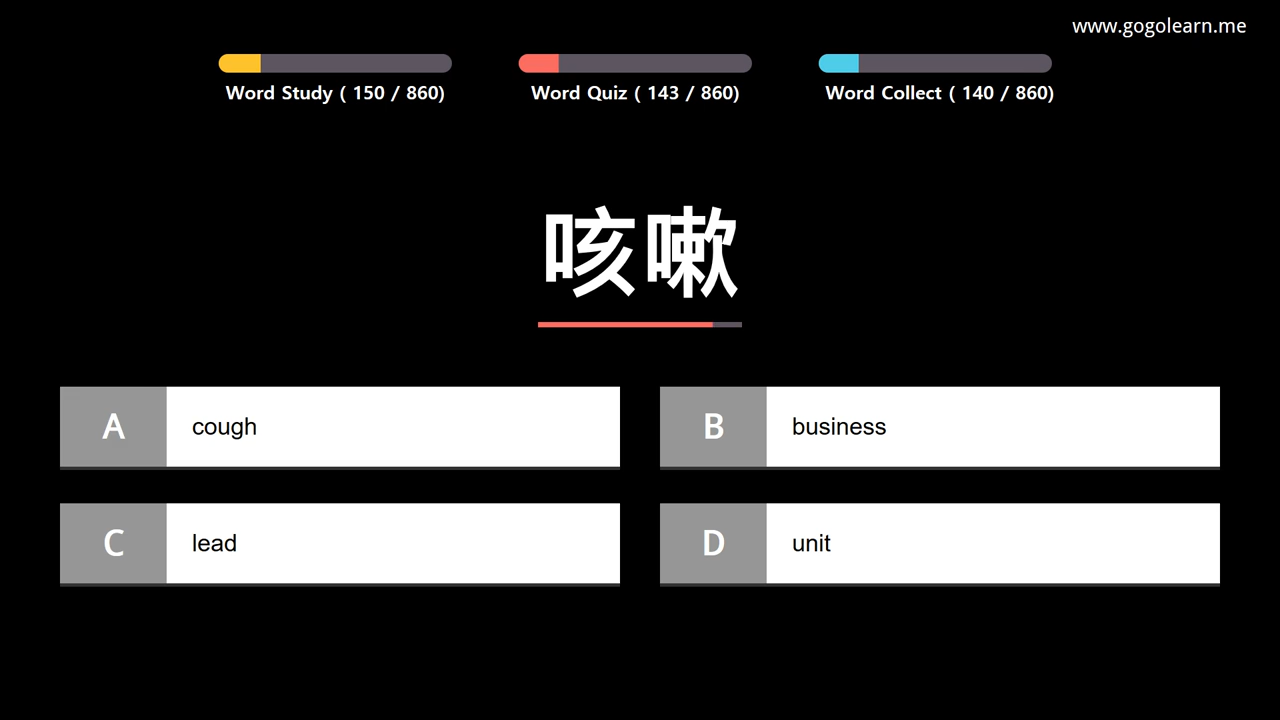 www.gogolearn.me
Word Study ( 150 / 860)
Word Quiz ( 143 / 860)
Word Collect ( 140 / 860)
咳嗽
A cough
B business
C lead
D unit